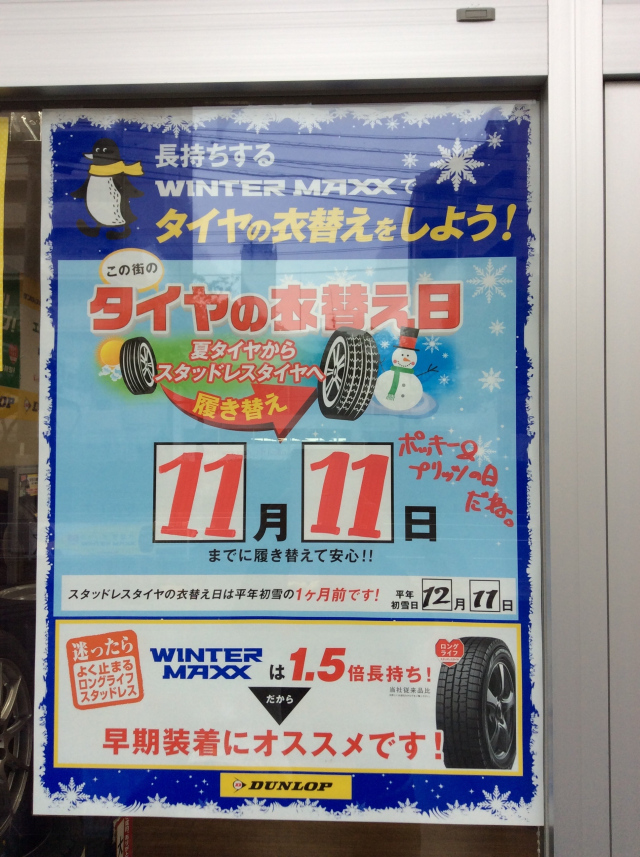 長持ちする
WINTER MAXXで
タイヤの衣替えをしよう!
この街の
タイヤの衣替え日
夏タイヤから
スタッドレスタイヤへ
履き替え
11月11日
ポッキー&
プリッツの日
だね。
までに履き替えて安心!!
スタッドレスタイヤの衣替え日は平年初雪の1ヶ月前です!
平年
初雪日
12月11日
迷ったら
よく止まる
ロングライフ
スタッドレス
WINTER
MAXX
は1.5倍長持ち!
当社従来品比
ロング
ライフ
だから
早期装着にオススメです!
DUNLOP